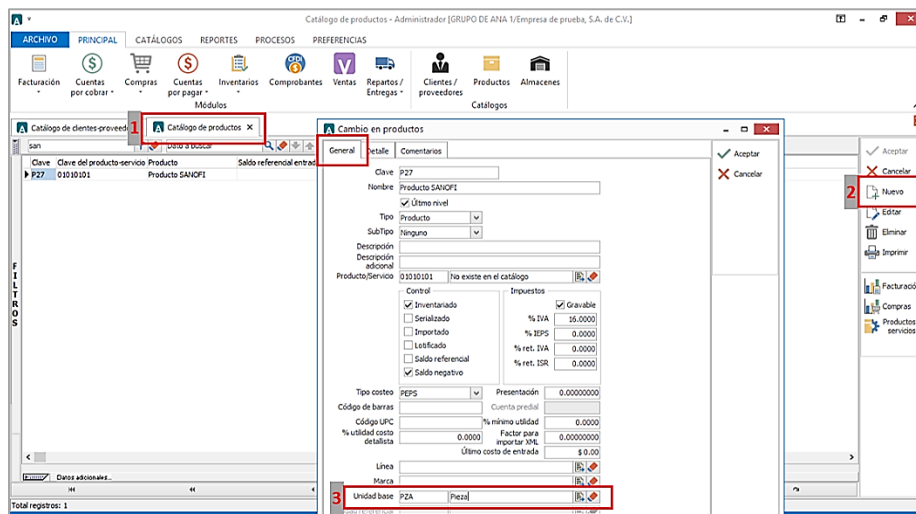 Catálogo de productos - Administrador [GRUPO DE ANA 1/Empresa de prueba, S.A. de C.V.]
ARCHIVO PRINCIPAL CATÁLOGOS REPORTES PROCESOS PREFERENCIAS
Facturación Cuentas por cobrar Compras Cuentas por pagar Inventarios Comprobantes Ventas Repartos / Entregas Clientes / proveedores Productos Almacenes
Módulos Catálogos
Catálogo de clientes-proveed 1 Catálogo de productos X
san Dato a buscar
Clave Clave del producto-servicio Producto Saldo referencial entrad
P27 01010101 Producto SANOFI
FILTROS
Datos adicionales...
Total registros: 1
Cambio en productos
General Detalle Comentarios
Aceptar
Cancelar
Clave P27
Nombre Producto SANOFI
Último nivel
Tipo Producto
SubTipo Ninguno
Descripción
Descripción adicional
Producto/Servicio 01010101 No existe en el catálogo
Control Impuestos
Inventariado Gravable
Serializado % IVA 16.0000
Importado % IEPS 0.0000
Lotificado % ret. IVA 0.0000
Saldo referencial % ret. ISR 0.0000
Saldo negativo
Tipo costeo PEPS Presentación 0.00000000
Código de barras Cuenta predial
Código UPC % mínimo utilidad 0.0000
% utilidad costo detallista 0.0000 Factor para importar XML 0.00000000
Último costo de entrada $ 0.00
Línea
Marca
3 Unidad base PZA Pieza
Aceptar
Cancelar
2 Nuevo
Editar
Eliminar
Imprimir
Facturació
Compras
Productos servicios